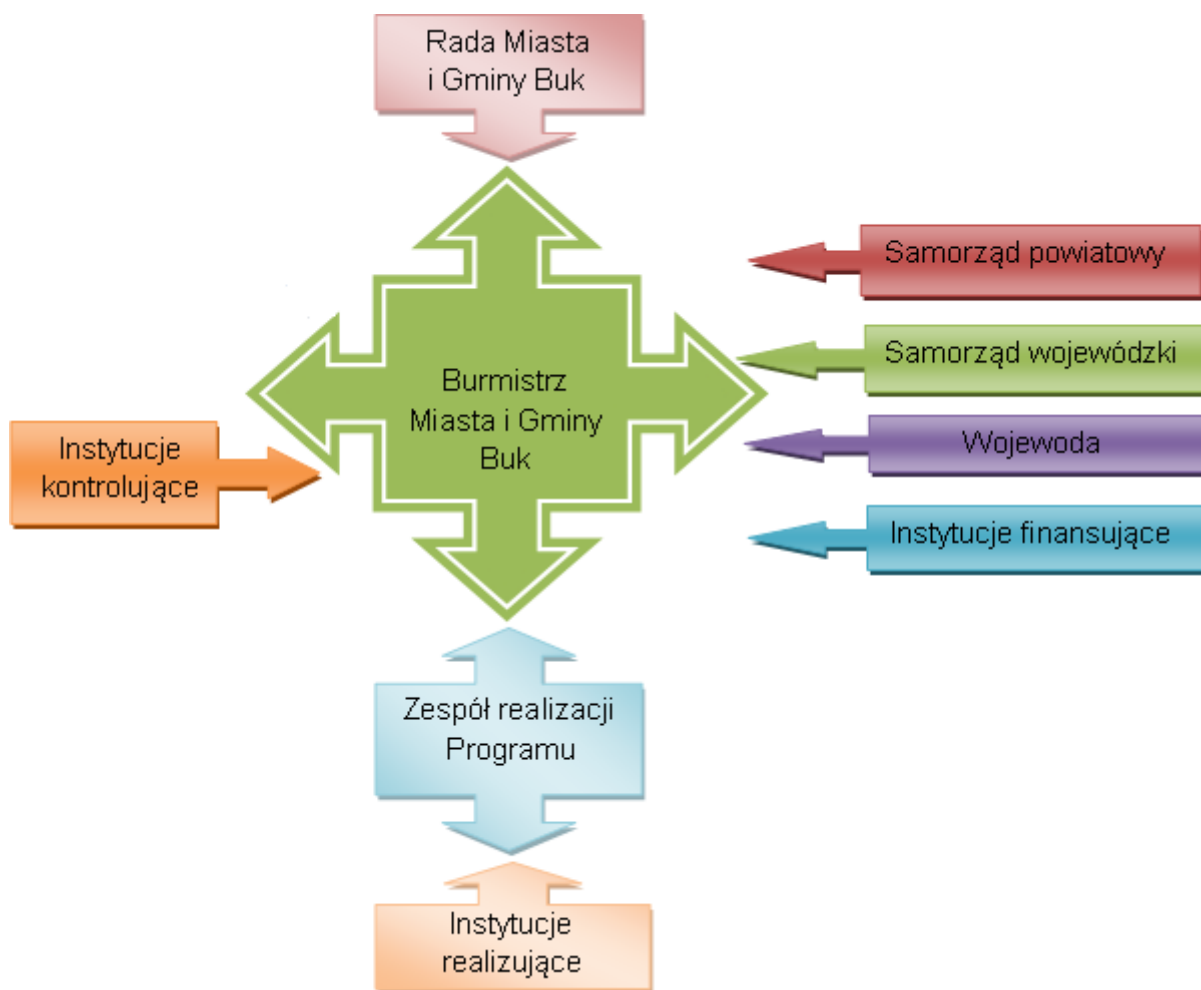 Rada Miasta
i Gminy Buk
Samorząd powiatowy
Samorząd wojewódzki
Burmistrz
Miasta i Gminy
Buk
Instytucje
kontrolujące
Wojewoda
Instytucje finansujące
Zespół realizacji
Programu
Instytucje
realizujące